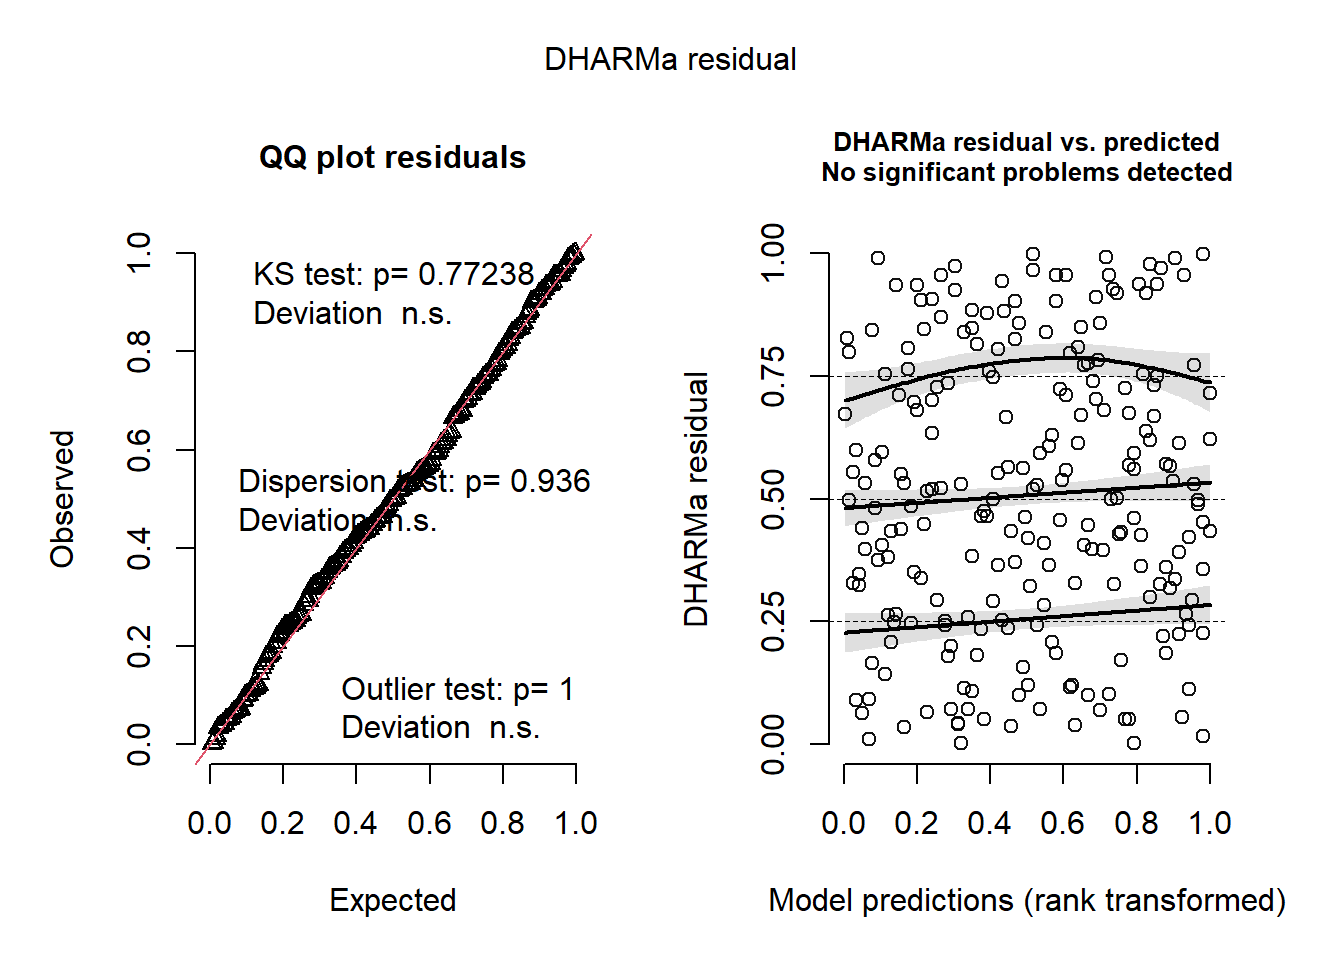 DHARMa residual
QQ plot residuals
KS test: p= 0.77238
Deviation  n.s.
Dispersion test: p= 0.936
Deviation n.s.
Outlier test: p= 1
Deviation  n.s.
Observed
0.0 0.2 0.4 0.6 0.8 1.0
0.0 0.2 0.4 0.6 0.8 1.0
Expected
DHARMa residual vs. predicted
No significant problems detected
DHARMa residual
0.00 0.25 0.50 0.75 1.00
0.0 0.2 0.4 0.6 0.8 1.0
Model predictions (rank transformed)